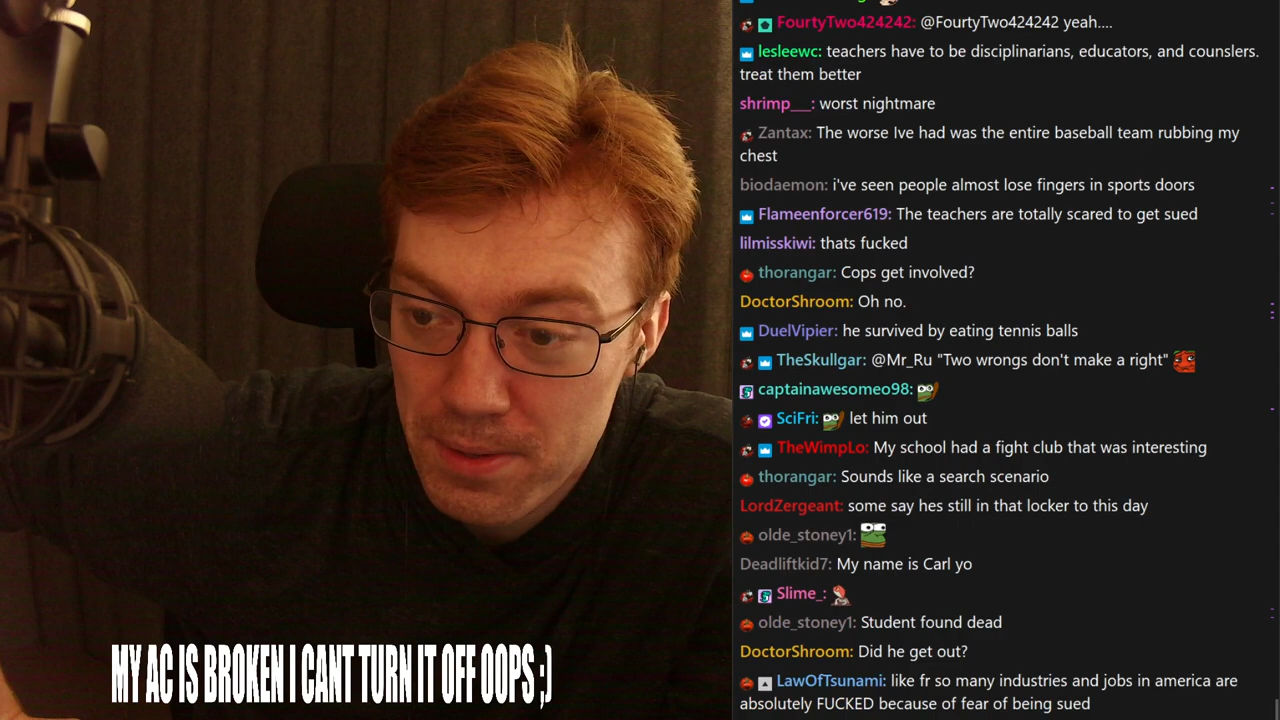 FourtyTwo424242: @FourtyTwo424242 yeah....
lesleewc: teachers have to be disciplinarians, educators, and counslers.
treat them better
shrimp___: worst nightmare
Zantax: The worse Ive had was the entire baseball team rubbing my
chest
biodaemon: i've seen people almost lose fingers in sports doors
Flameenforcer619: The teachers are totally scared to get sued
lilmisskiwi: thats fucked
thorangar: Cops get involved?
DoctorShroom: Oh no.
DuelVipier: he survived by eating tennis balls
TheSkullgar: @Mr_Ru "Two wrongs don't make a right"
captainawesomeo98:
SciFri: let him out
TheWimpLo: My school had a fight club that was interesting
thorangar: Sounds like a search scenario
LordZergeant: some say hes still in that locker to this day
olde_stoney1:
Deadliftkid7: My name is Carl yo
Slime_:
olde_stoney1: Student found dead
DoctorShroom: Did he get out?
LawOfTsunami: like fr so many industries and jobs in america are
absolutely FUCKED because of fear of being sued
MY AC IS BROKEN I CANT TURN IT OFF OOPS ;)